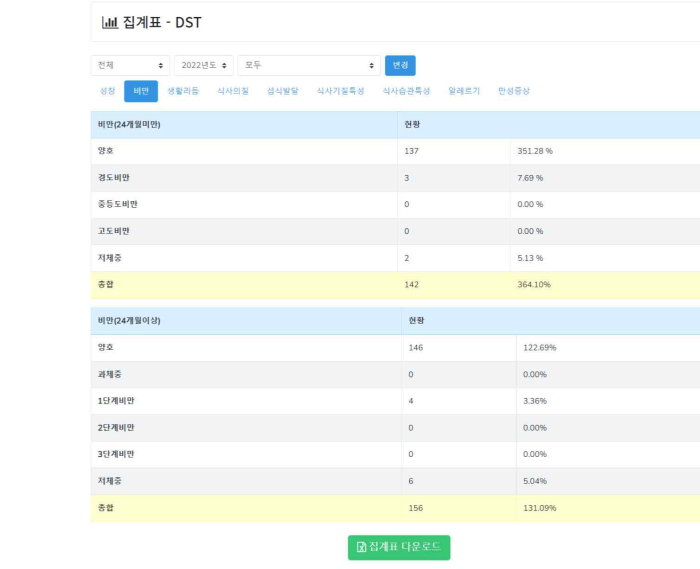 집계표 - DST
전체 2022년도 모두 변경
성장 비만 생활리듬 식사의질 섭식발달 식사기질특성 식사습관특성 알레르기 만성증상
비만(24개월미만) 현황
양호 137 351.28 %
경도비만 3 7.69 %
중등도비만 0 0.00 %
고도비만 0 0.00 %
저체중 2 5.13 %
총합 142 364.10%
비만(24개월이상) 현황
양호 146 122.69%
과체중 0 0.00%
1단계비만 4 3.36%
2단계비만 0 0.00%
3단계비만 0 0.00%
저체중 6 5.04%
총합 156 131.09%
집계표 다운로드